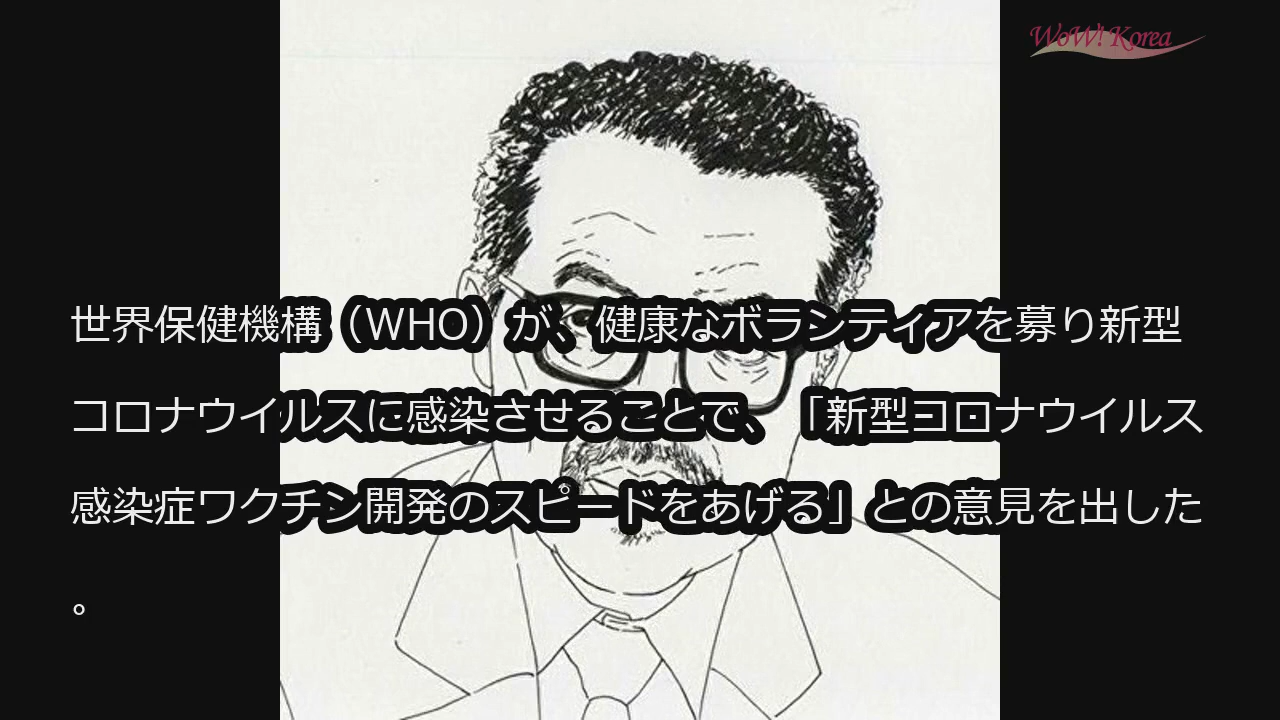 WoW! Korea
世界保健機構（WHO）が、健康なボランティアを募り新型
コロナウイルスに感染させることで、「新型コロナウイルス
感染症ワクチン開発のスピードをあげる」との意見を出した
。